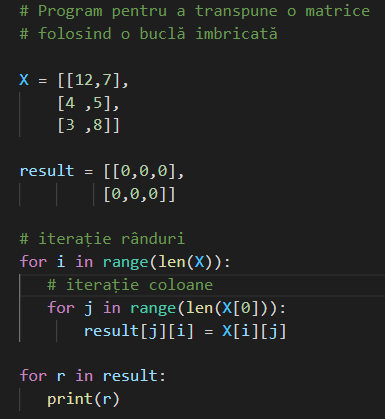 # Program pentru a transpune o matrice
# folosind o buclă imbricată
X = [[12,7],
    [4 ,5],
    [3 ,8]]
result = [[0,0,0],
         [0,0,0]]
# iterație rânduri
for i in range(len(X)):
   # iterație coloane
   for j in range(len(X[0])):
       result[j][i] = X[i][j]
for r in result:
   print(r)